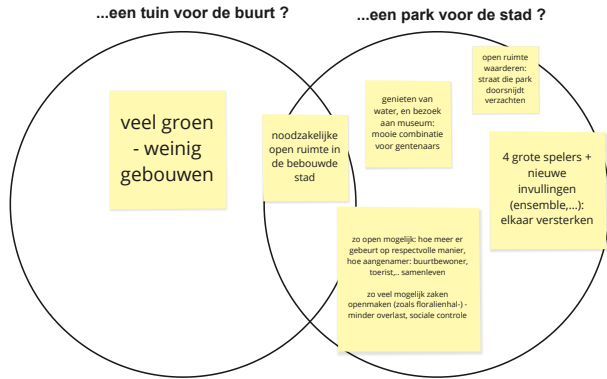 ...een tuin voor de buurt ?
...een park voor de stad ?
veel groen
- weinig
gebouwen
noodzakelijke
open ruimte in
de bebouwde
stad
genieten van
water, en bezoek
aan museum:
mooie combinatie
voor gentenaars
open ruimte
waarderen:
straat die park
doorsnijdt
verzachten
4 grote spelers +
nieuwe
invullingen
(ensemble,...):
elkaar versterken
zo open mogelijk: hoe meer er
gebeurt op respectvolle manier,
hoe aangenamer: buurtbewoner,
toerist,.. samenleven
zo veel mogelijk zaken
openmaken (zoals floralienhal-) -
minder overlast, sociale controle